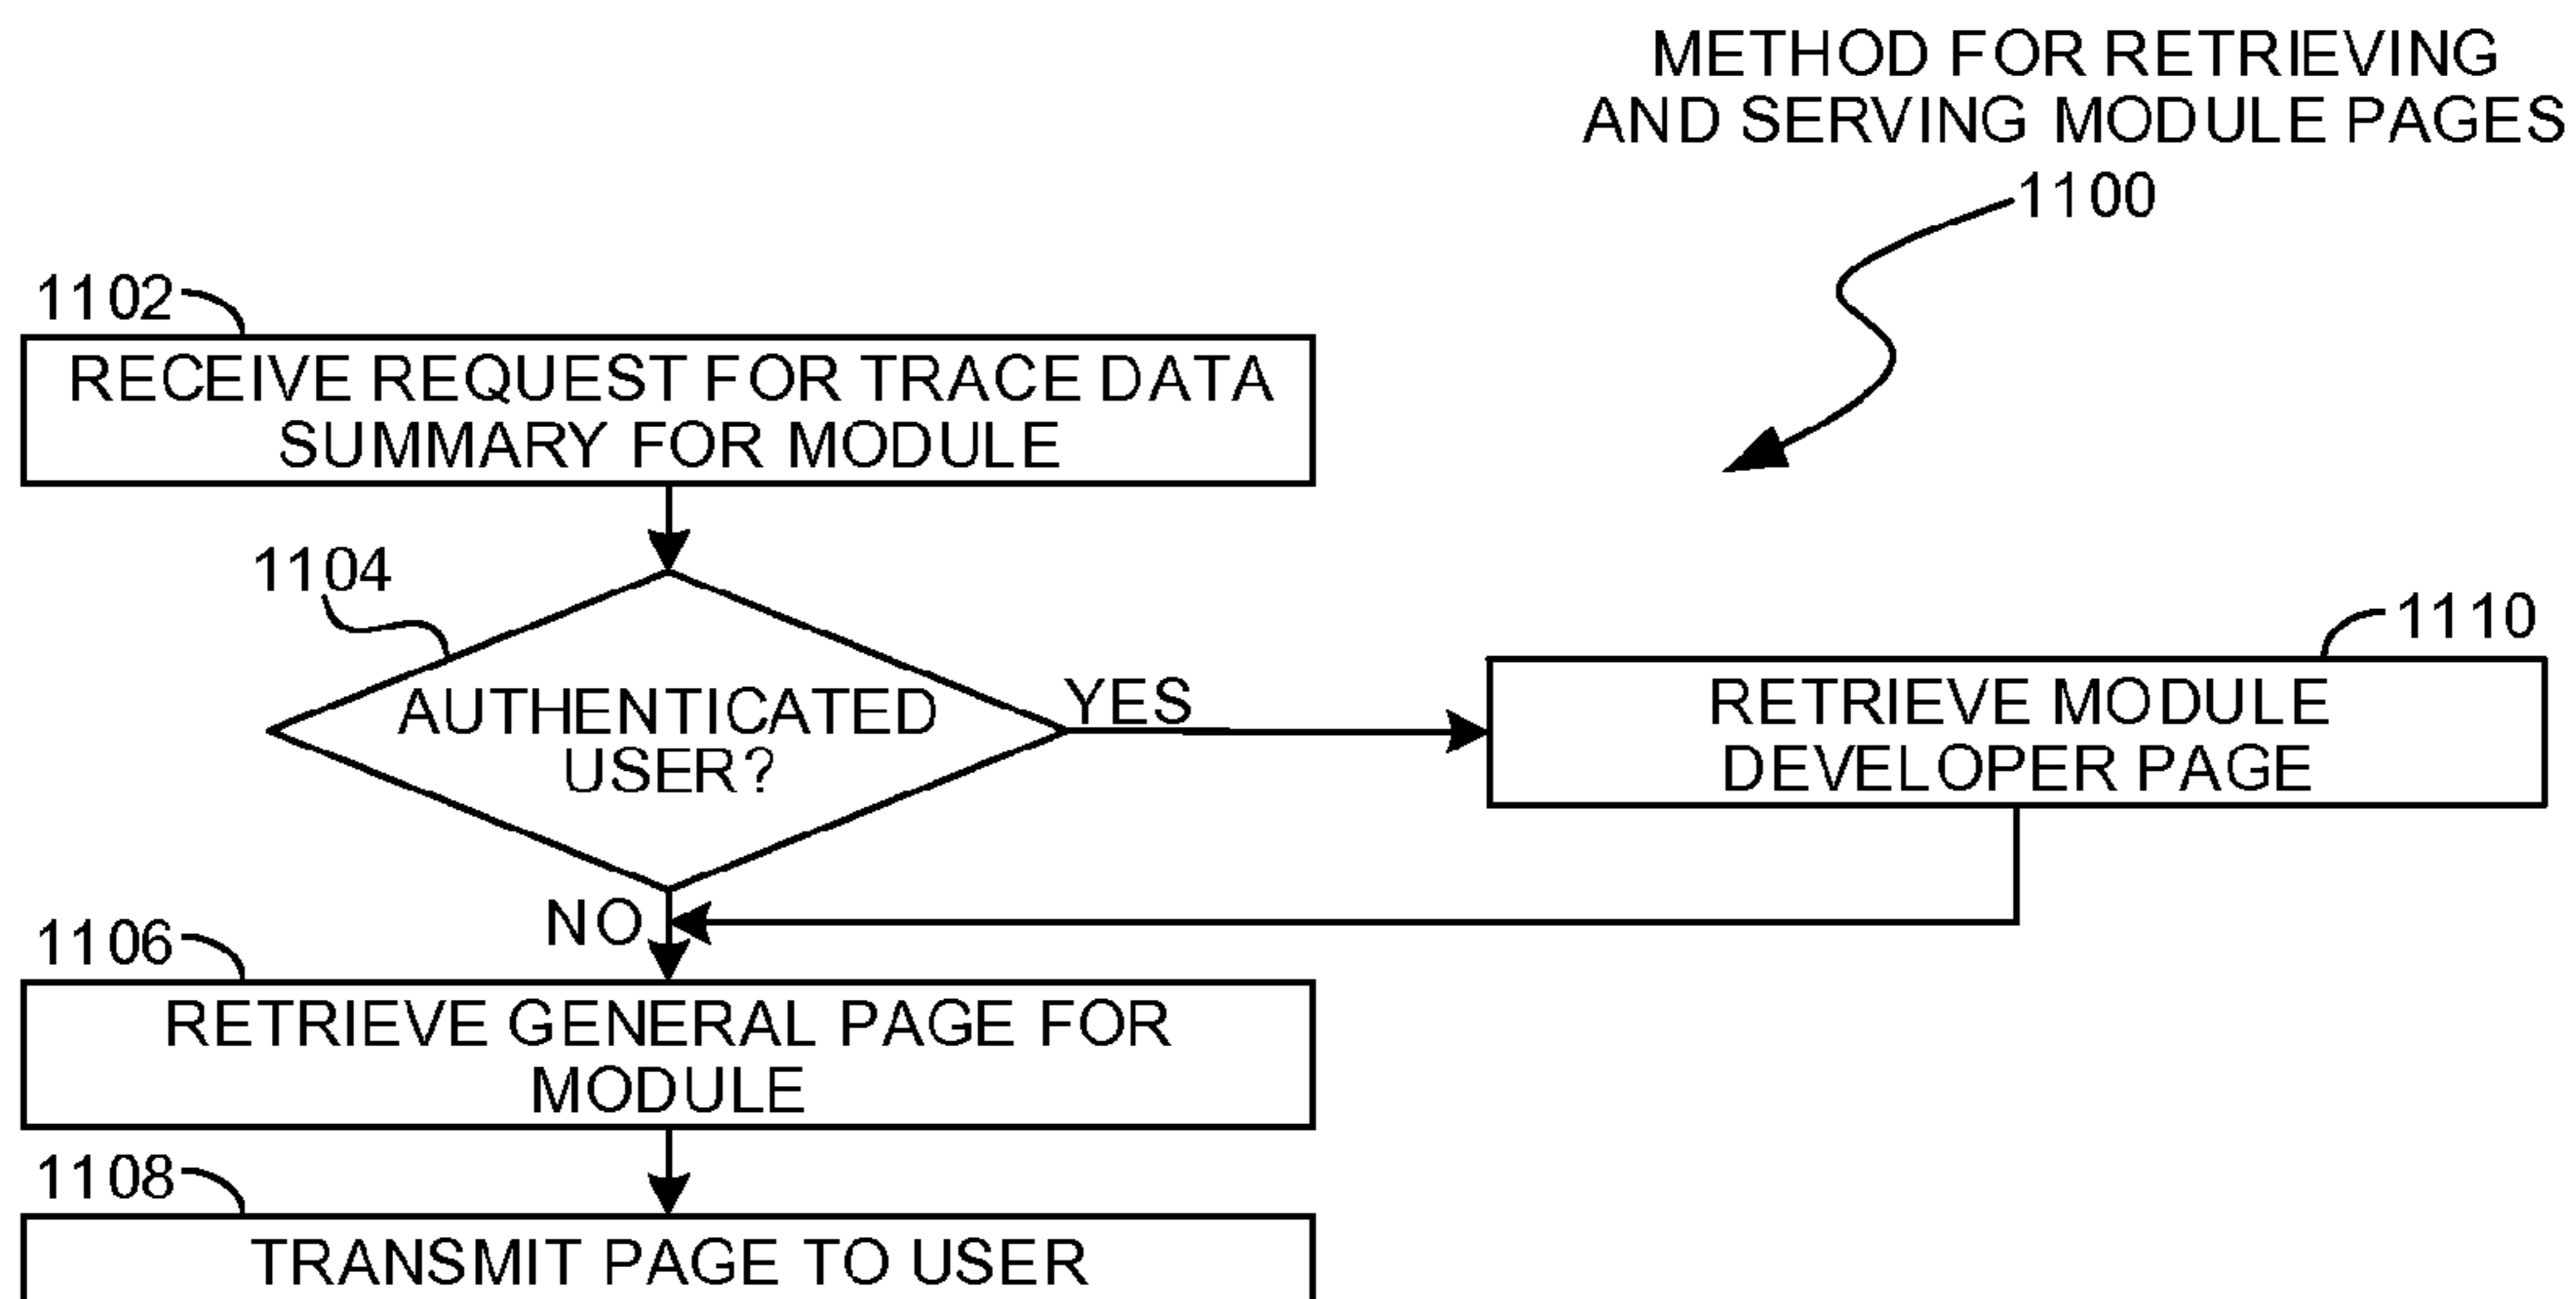 METHOD FOR RETRIEVING
AND SERVING MODULE PAGES
1100
1102
RECEIVE REQUEST FOR TRACE DATA
SUMMARY FOR MODULE
1104
AUTHENTICATED
USER?
YES
1110
RETRIEVE MODULE
DEVELOPER PAGE
NO
1106
RETRIEVE GENERAL PAGE FOR
MODULE
1108
TRANSMIT PAGE TO USER